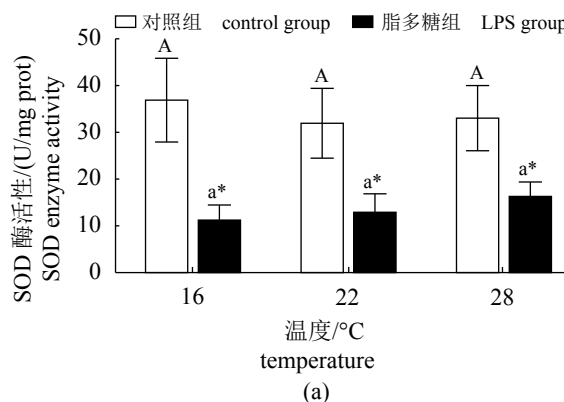 对照组 control group 脂多糖组 LPS group
SOD 酶活性/(U/mg prot)
SOD enzyme activity
50
40
30
20
10
0
A
a*
A
a*
A
a*
16 22 28
温度/°C
temperature
(a)